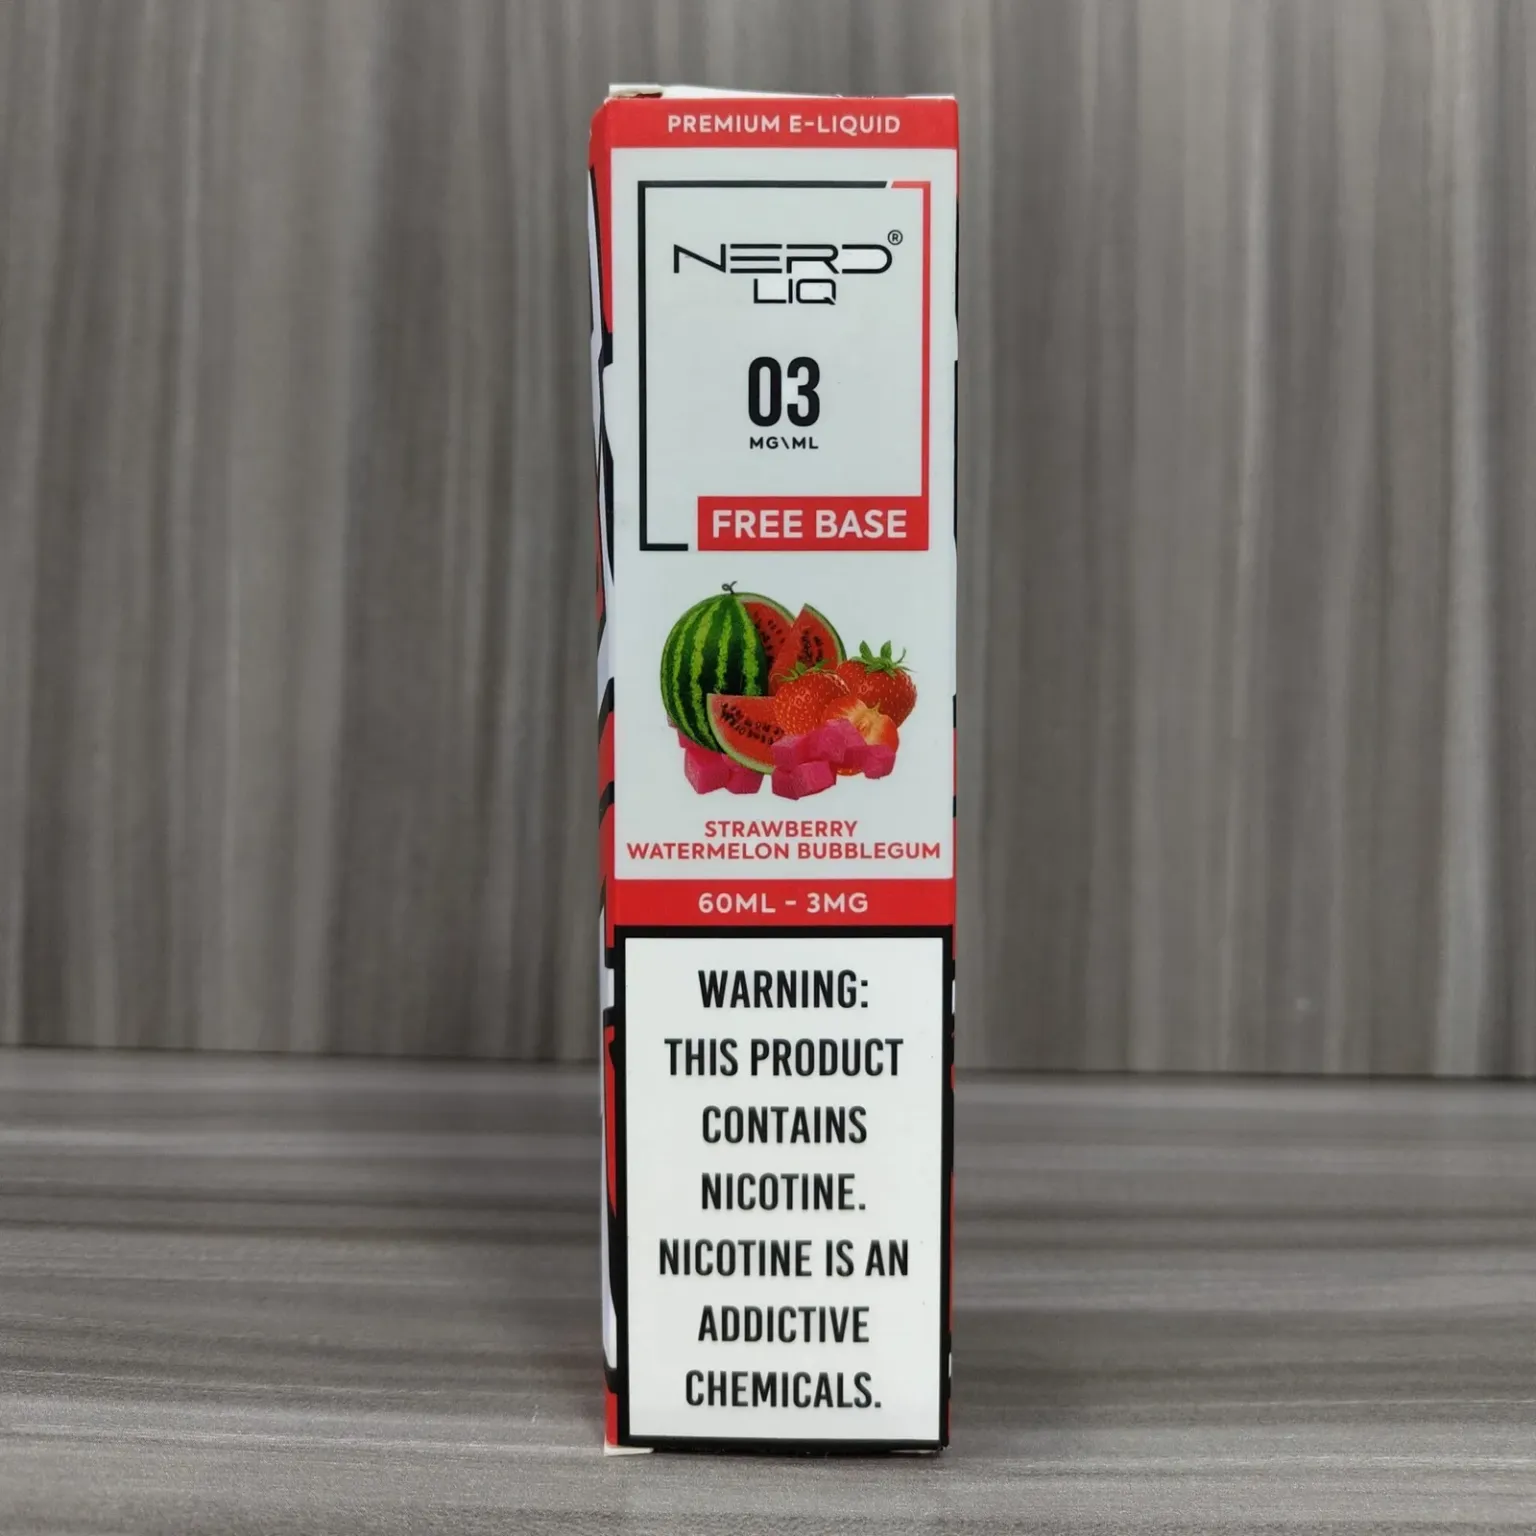 PREMIUM E-LIQUID
NERD®
LIQ
03
MG\ML
FREE BASE
STRAWBERRY
WATERMELON BUBBLEGUM
60ML - 3MG
WARNING:
THIS PRODUCT
CONTAINS
NICOTINE.
NICOTINE IS AN
ADDICTIVE
CHEMICALS.